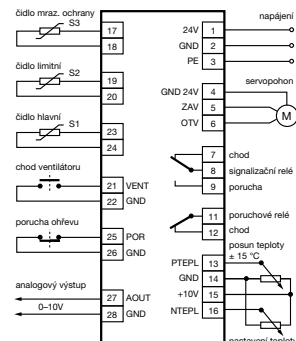 čidlo mraz. ochrany
S3
17
18
čidlo limitní
S2
19
20
čidlo hlavní
S1
23
24
chod ventilátoru
21 VENT
22 GND
porucha ohřevu
25 POR
26 GND
analogový výstup
27 AOUT
0–10V
28 GND
napájení
24V 1
GND 2
PE 3
servopohon
GND 24V 4
ZAV 5
OTV 6
M
7 chod
8 signalizační relé
9 porucha
11 poruchové relé
12 chod
posun teploty
± 15 °C
PTEPL 13
GND 14
+10V 15
NTEPL 16
nastavení teploty